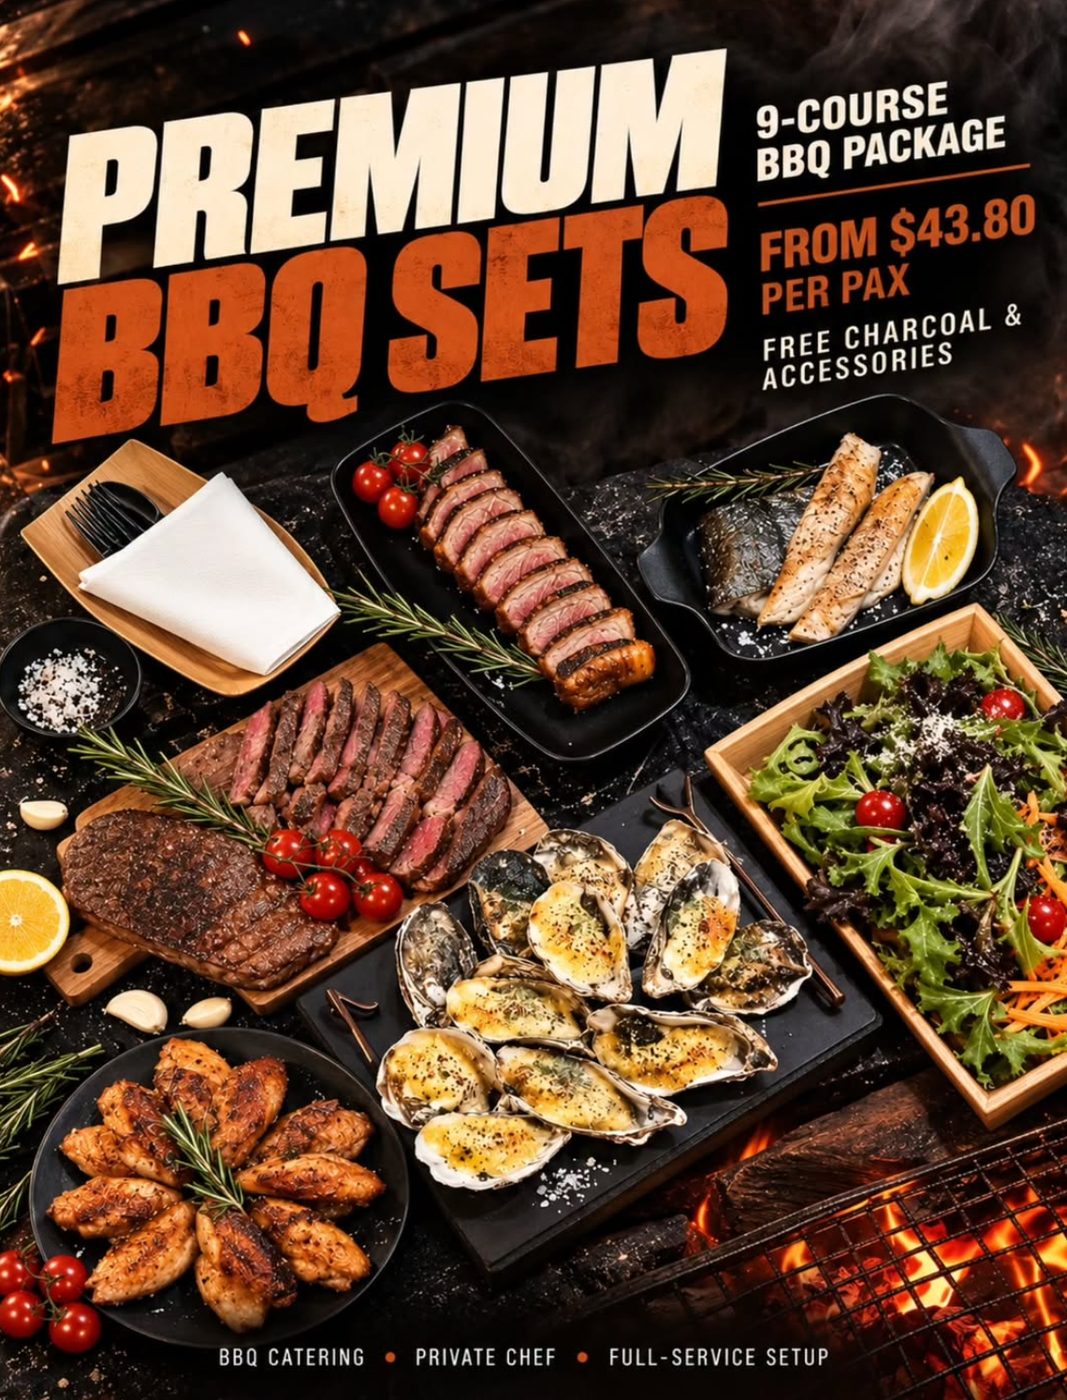 PREMIUM
BBQ SETS
9-COURSE
BBQ PACKAGE
FROM $43.80
PER PAX
FREE CHARCOAL &
ACCESSORIES
BBQ CATERING • PRIVATE CHEF • FULL-SERVICE SETUP